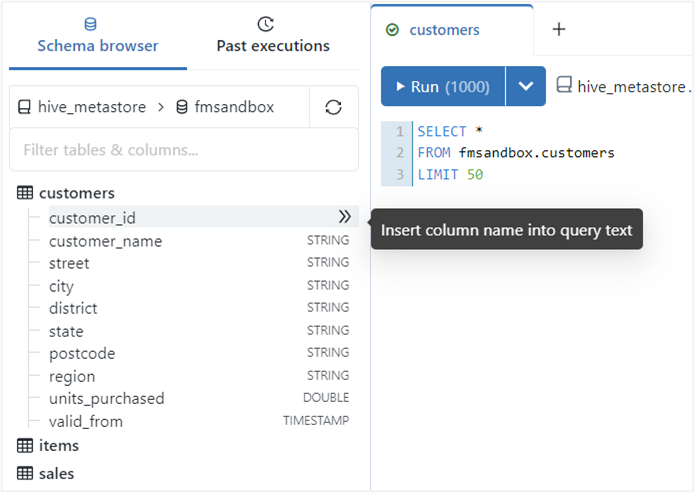 Schema browser
Past executions
hive_metastore > fmsandbox
Filter tables & columns...
customers
customer_id
customer_name STRING
street STRING
city STRING
district STRING
state STRING
postcode STRING
region STRING
units_purchased DOUBLE
valid_from TIMESTAMP
items
sales
customers
Run (1000)
hive_metastore.
1 SELECT *
2 FROM fmsandbox.customers
3 LIMIT 50
Insert column name into query text